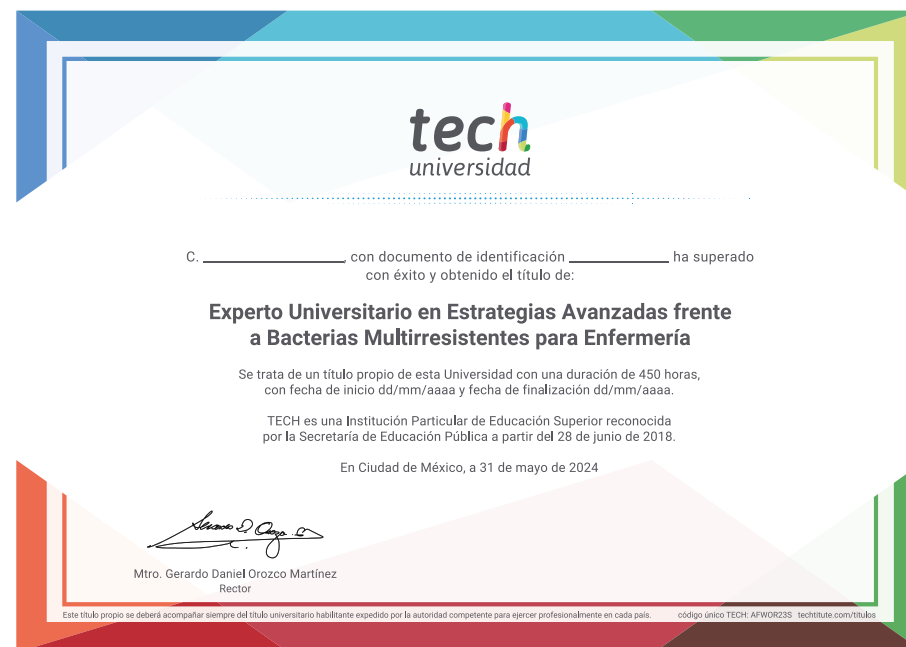 tech
universidad
C. ____________, con documento de identificación _________ ha superado
con éxito y obtenido el título de:
Experto Universitario en Estrategias Avanzadas frente
a Bacterias Multirresistentes para Enfermería
Se trata de un título propio de esta Universidad con una duración de 450 horas,
con fecha de inicio dd/mm/aaaa y fecha de finalización dd/mm/aaaa.
TECH es una Institución Particular de Educación Superior reconocida
por la Secretaría de Educación Pública a partir del 28 de junio de 2018.
En Ciudad de México, a 31 de mayo de 2024
Mtro. Gerardo Daniel Orozco Martínez
Rector
Este título propio se deberá acompañar siempre del título universitario habilitante expedido por la autoridad competente para ejercer profesionalmente en cada país. código único TECH: AFWOR23S techtitute.com/titulos